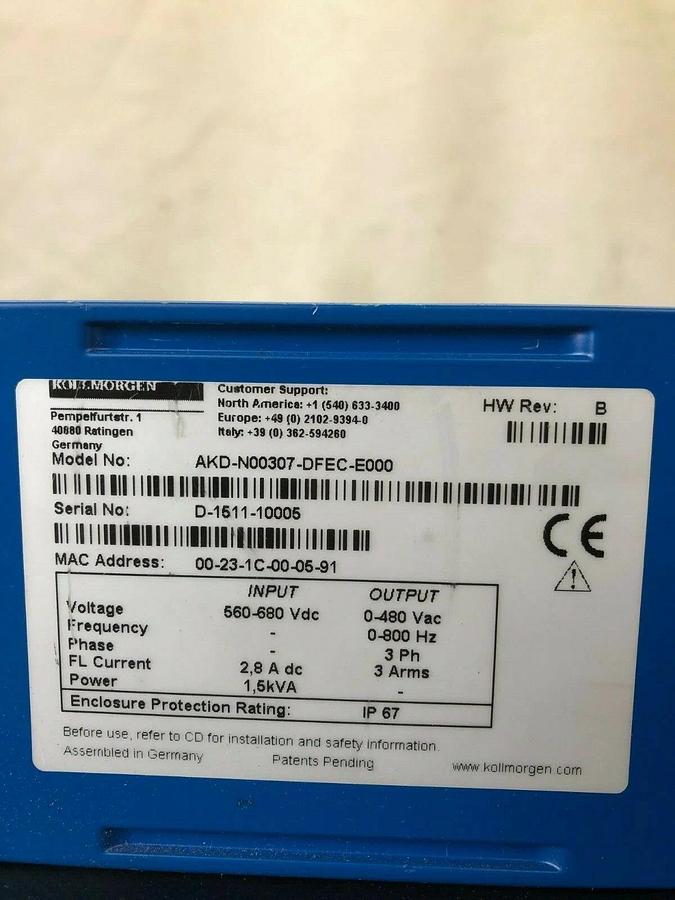 KOLLMORGEN
Pempelfurtstr. 1
40880 Ratingen
Germany
Customer Support:
North America: +1 (540) 633-3400
Europe: +49 (0) 2102-9394-0
Italy: +39 (0) 362-594260
HW Rev: B
Model No: AKD-N00307-DFEC-E000
Serial No: D-1511-10005
MAC Address: 00-23-1C-00-05-91
INPUT OUTPUT
Voltage 560-680 Vdc 0-480 Vac
Frequency - 0-800 Hz
Phase - 3 Ph
FL Current 2,8 A dc 3 Arms
Power 1,5kVA -
Enclosure Protection Rating: IP 67
Before use, refer to CD for installation and safety information.
Assembled in Germany Patents Pending www.kollmorgen.com
CE